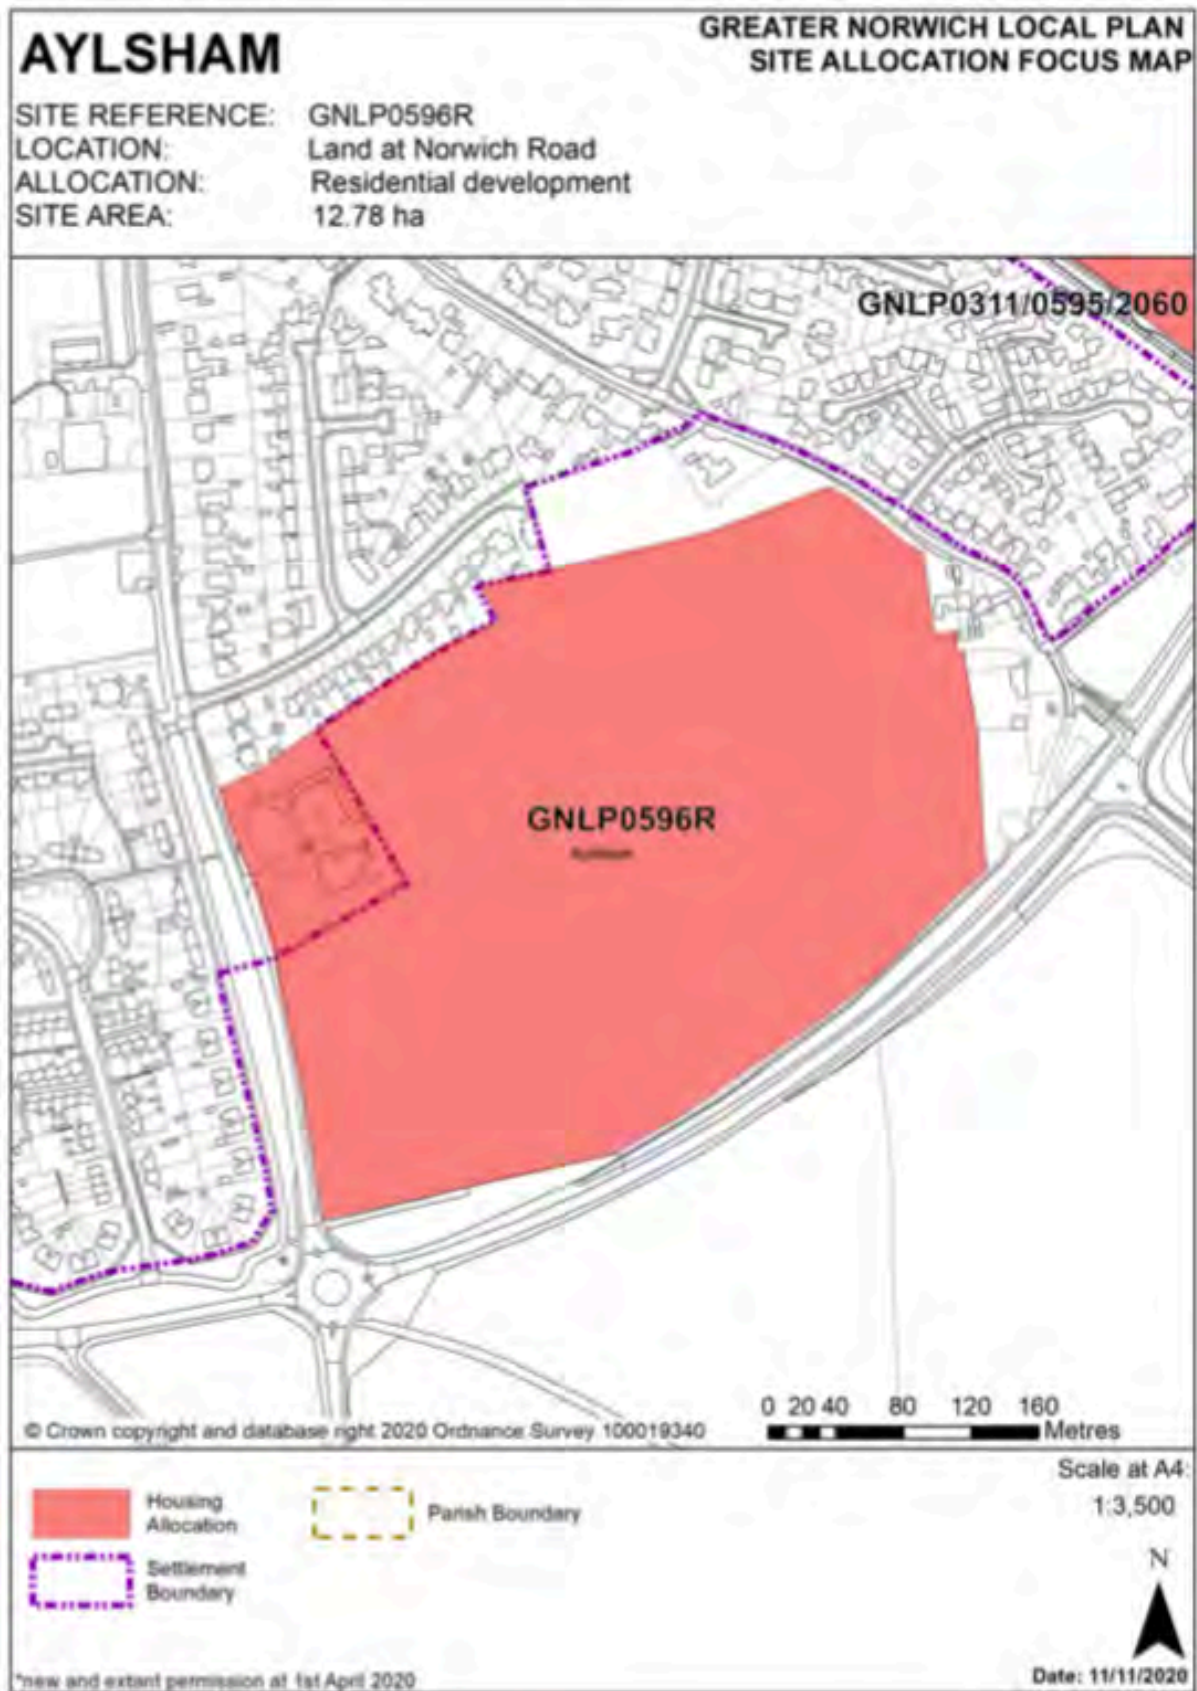 AYLSHAM
GREATER NORWICH LOCAL PLAN
SITE ALLOCATION FOCUS MAP
SITE REFERENCE: GNLP0596R
LOCATION: Land at Norwich Road
ALLOCATION: Residential development
SITE AREA: 12.78 ha
GNLP0311/0595/2060
GNLP0596R
Aylsham
0 20 40 80 120 160
Metres
© Crown copyright and database right 2020 Ordnance Survey 100019340
Housing
Allocation
Parish Boundary
Settlement
Boundary
Scale at A4:
1:3,500
N
*new and extant permission at 1st April 2020
Date: 11/11/2020